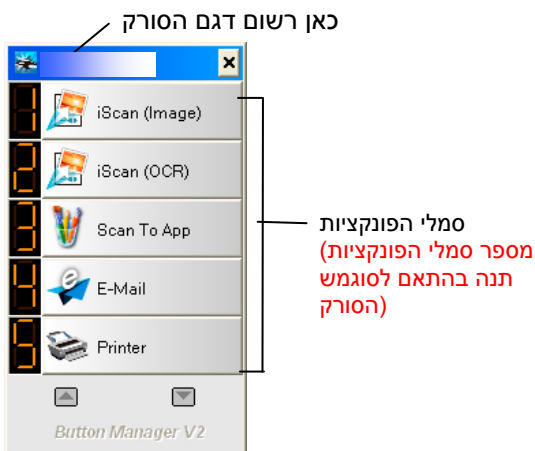 כאן רשום דגם הסורק
1 iScan (Image)
2 iScan (OCR)
3 Scan To App
4 E-Mail
5 Printer
Button Manager V2
סמלי הפונקציות
(מספר סמלי הפונקציות
תנה בהתאם לסוגמש
הסורק)